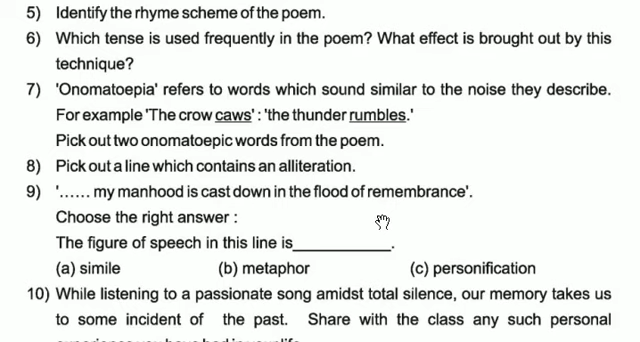 5) Identify the rhyme scheme of the poem.
6) Which tense is used frequently in the poem? What effect is brought out by this
technique?
7) 'Onomatoepia' refers to words which sound similar to the noise they describe.
For example 'The crow caws' : 'the thunder rumbles.'
Pick out two onomatoepic words from the poem.
8) Pick out a line which contains an alliteration.
9) '...... my manhood is cast down in the flood of remembrance'.
Choose the right answer :
The figure of speech in this line is____________.
(a) simile (b) metaphor (c) personification
10) While listening to a passionate song amidst total silence, our memory takes us
to some incident of the past. Share with the class any such personal